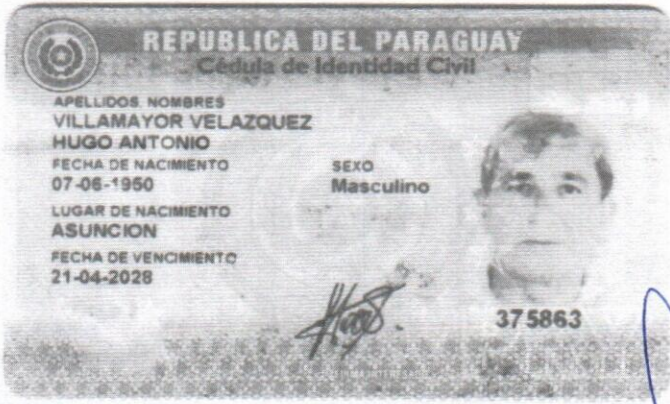 REPUBLICA DEL PARAGUAY
Cédula de Identidad Civil
APELLIDOS, NOMBRES
VILLAMAYOR VELAZQUEZ
HUGO ANTONIO
FECHA DE NACIMIENTO
07-06-1950
SEXO
Masculino
LUGAR DE NACIMIENTO
ASUNCION
FECHA DE VENCIMIENTO
21-04-2028
375863